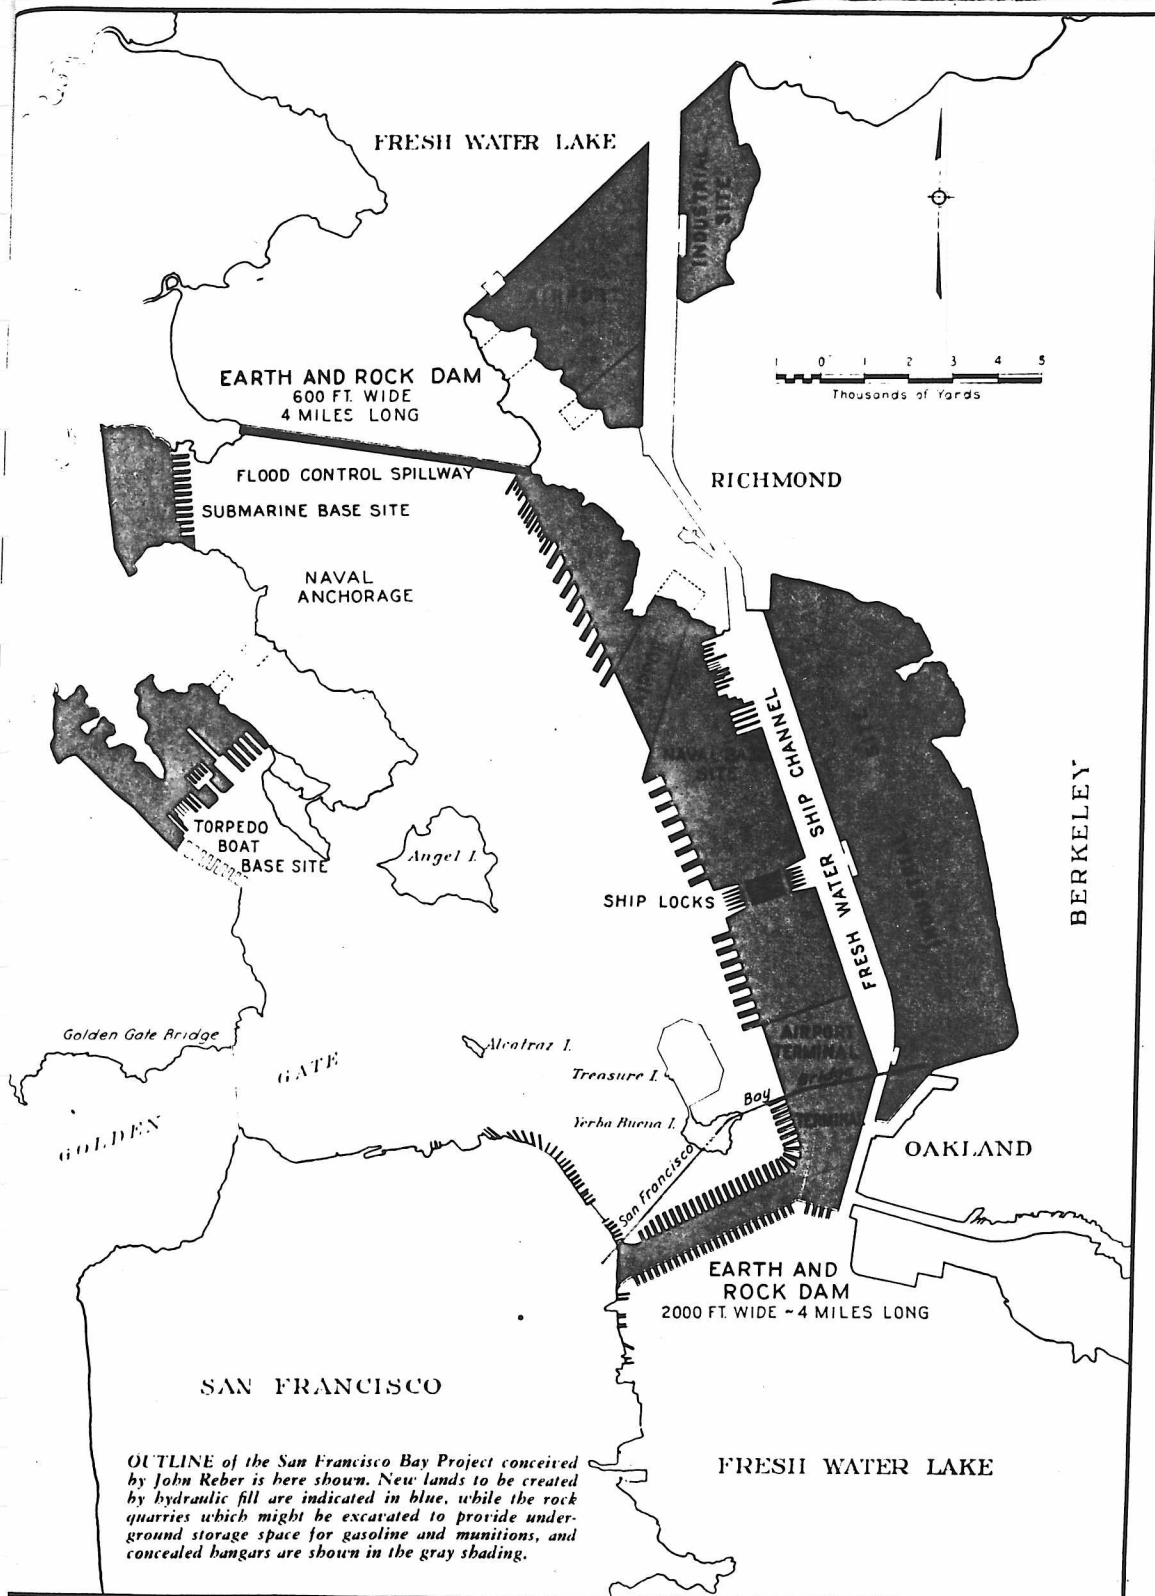 FRESH WATER LAKE
INDUSTRIAL
SITE
AIRPORT
EARTH AND ROCK DAM
600 FT. WIDE
4 MILES LONG
1 0 1 2 3 4 5
Thousands of Yards
FLOOD CONTROL SPILLWAY
RICHMOND
SUBMARINE BASE SITE
NAVAL
ANCHORAGE
AIRPORT
NAVAL BASE
SITE
FRESH WATER SHIP CHANNEL
SITE
INDUSTRIAL
BERKELEY
TORPEDO
BOAT
BASE SITE
Angel I.
SHIP LOCKS
Golden Gate Bridge
GOLDEN GATE
Alcatraz I.
Treasure I.
Yerba Buena I.
AIRPORT
TERMINAL
San Francisco Bay Bridge
TERMINAL
OAKLAND
EARTH AND
ROCK DAM
2000 FT. WIDE ~ 4 MILES LONG
SAN FRANCISCO
FRESH WATER LAKE
OUTLINE of the San Francisco Bay Project conceived
by John Reber is here shown. New lands to be created
by hydraulic fill are indicated in blue, while the rock
quarries which might be excavated to provide under-
ground storage space for gasoline and munitions, and
concealed hangars are shown in the gray shading.